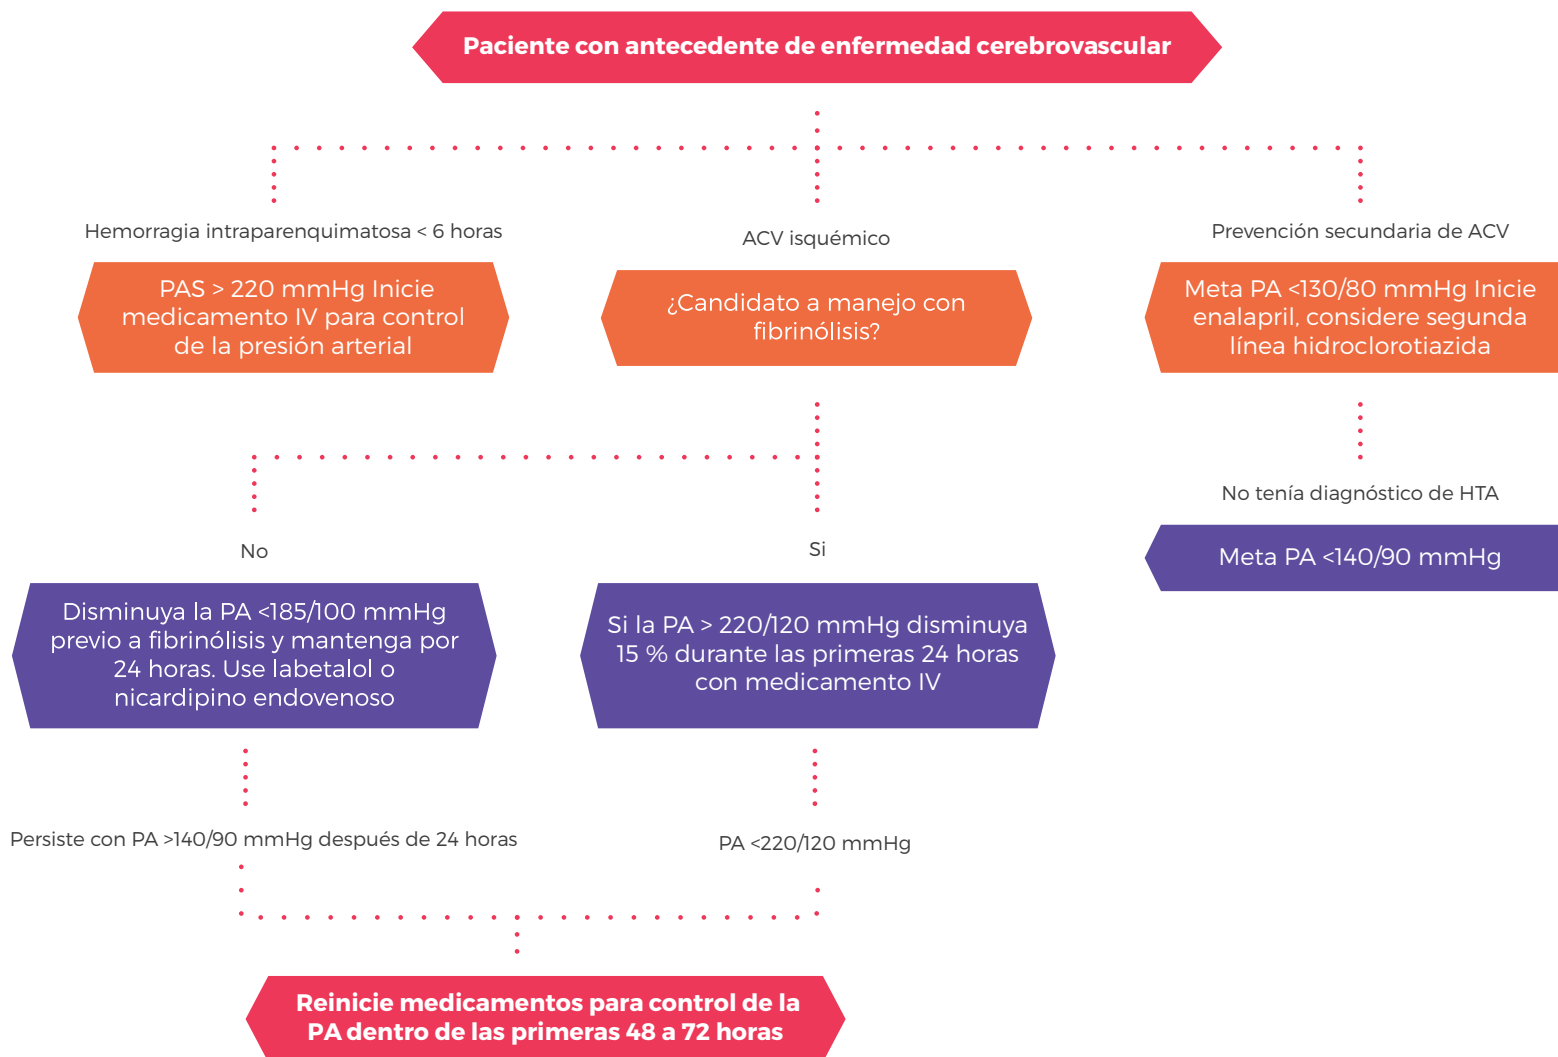 Paciente con antecedente de enfermedad cerebrovascular
Hemorragia intraparenquimatosa < 6 horas
PAS > 220 mmHg Inicie
medicamento IV para control
de la presión arterial
ACV isquémico
¿Candidato a manejo con
fibrinólisis?
Prevención secundaria de ACV
Meta PA <130/80 mmHg Inicie
enalapril, considere segunda
línea hidroclorotiazida
No tenía diagnóstico de HTA
Meta PA <140/90 mmHg
No
Disminuya la PA <185/100 mmHg
previo a fibrinólisis y mantenga por
24 horas. Use labetalol o
nicardipino endovenoso
Si
Si la PA > 220/120 mmHg disminuya
15 % durante las primeras 24 horas
con medicamento IV
Persiste con PA >140/90 mmHg después de 24 horas
PA <220/120 mmHg
Reinicie medicamentos para control de la
PA dentro de las primeras 48 a 72 horas